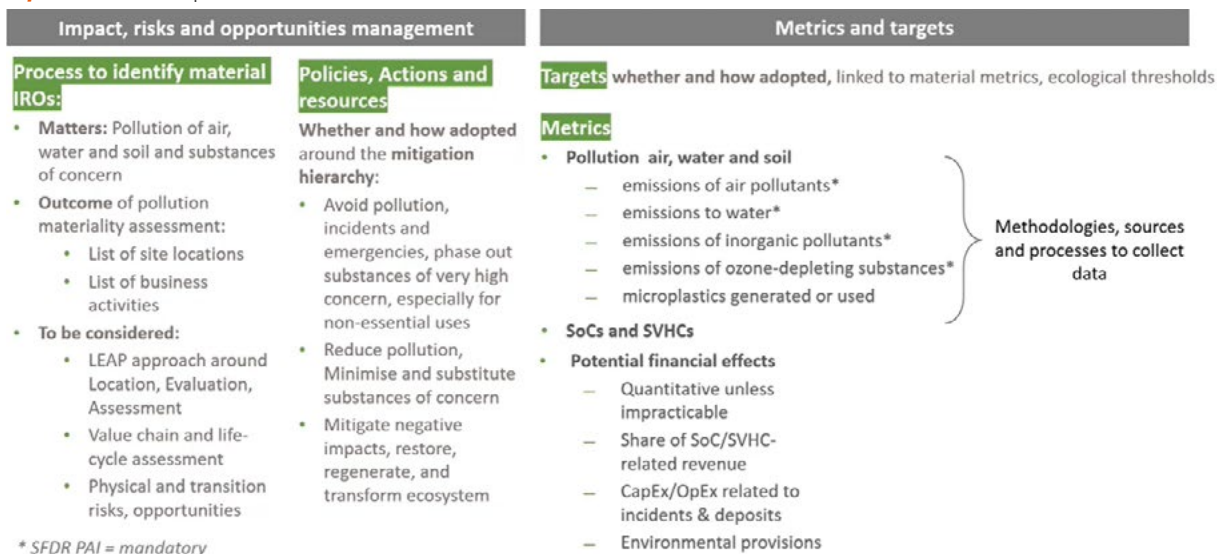 Impact, risks and opportunities management
Process to identify material
IROs:
• Matters: Pollution of air,
water and soil and substances
of concern
• Outcome of pollution
materiality assessment:
• List of site locations
• List of business
activities
• To be considered:
• LEAP approach around
Location, Evaluation,
Assessment
• Value chain and life-
cycle assessment
• Physical and transition
risks, opportunities
* SFDR PAI = mandatory
Policies, Actions and
resources
Whether and how adopted
around the mitigation
hierarchy:
• Avoid pollution,
incidents and
emergencies, phase out
substances of very high
concern, especially for
non-essential uses
• Reduce pollution,
Minimise and substitute
substances of concern
• Mitigate negative
impacts, restore,
regenerate, and
transform ecosystem
Metrics and targets
Targets whether and how adopted, linked to material metrics, ecological thresholds
Metrics
• Pollution air, water and soil
— emissions of air pollutants*
— emissions to water*
— emissions of inorganic pollutants*
— emissions of ozone-depleting substances*
— microplastics generated or used
Methodologies, sources
and processes to collect
data
• SoCs and SVHCs
• Potential financial effects
— Quantitative unless
impracticable
— Share of SoC/SVHC-
related revenue
— CapEx/OpEx related to
incidents & deposits
— Environmental provisions